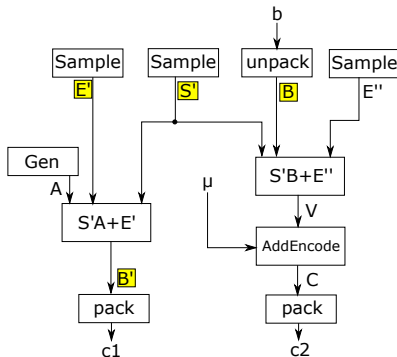 b
Sample Sample unpack Sample
E' S' B E''
Gen
A
S'A+E'
S'B+E''
μ
V
AddEncode
B'
C
pack pack
c1 c2